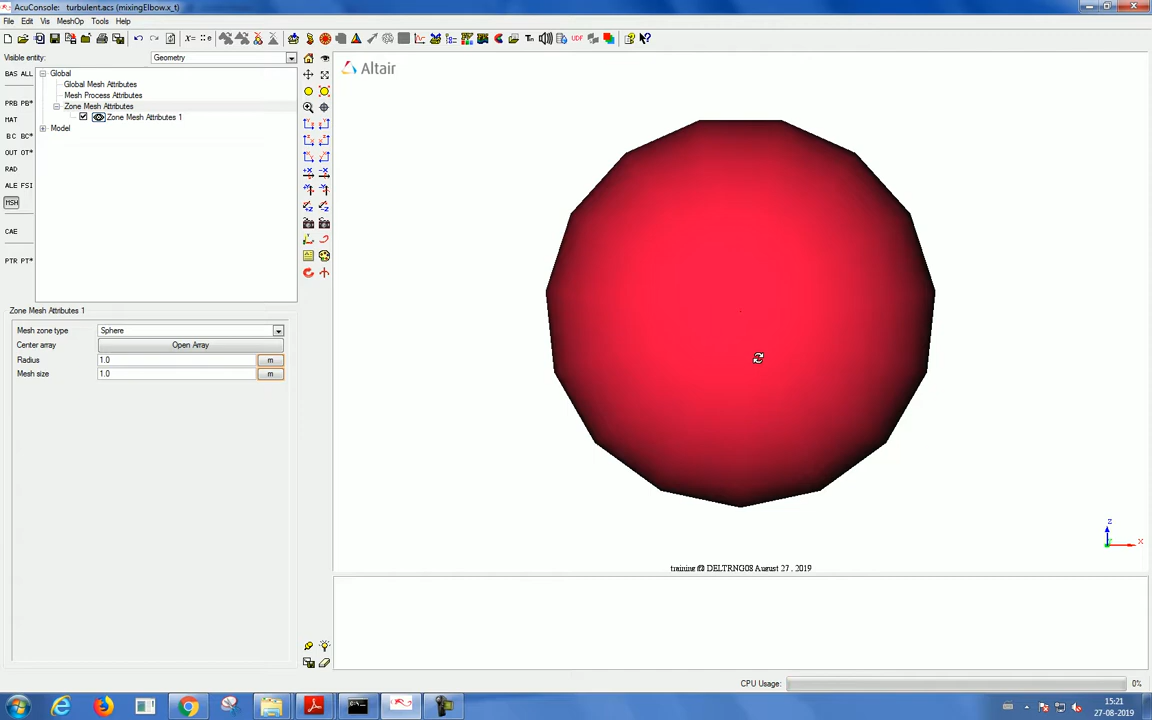 AcuConsole: turbulent.acs (mixingElbow.x_t)
File Edit Vis MeshOp Tools Help
Visible entity: Geometry
BAS ALL
PRB PB*
MAT
BC BC*
OUT OT*
RAD
ALE FSI
MSH
CAE
PTR PT*
Global
Global Mesh Attributes
Mesh Process Attributes
Zone Mesh Attributes
Zone Mesh Attributes 1
Model
Altair
Zone Mesh Attributes 1
Mesh zone type Sphere
Center array Open Array
Radius 1.0 m
Mesh size 1.0 m
z
x
training @ DELTRNG08 August 27, 2019
CPU Usage: 0%
15:21
27-08-2019